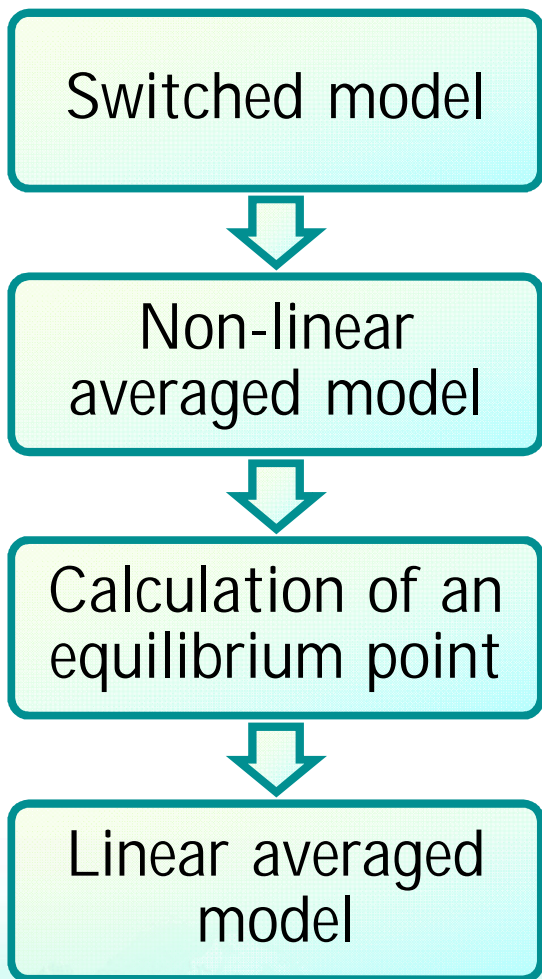 Switched model
Non-linear
averaged model
Calculation of an
equilibrium point
Linear averaged
model